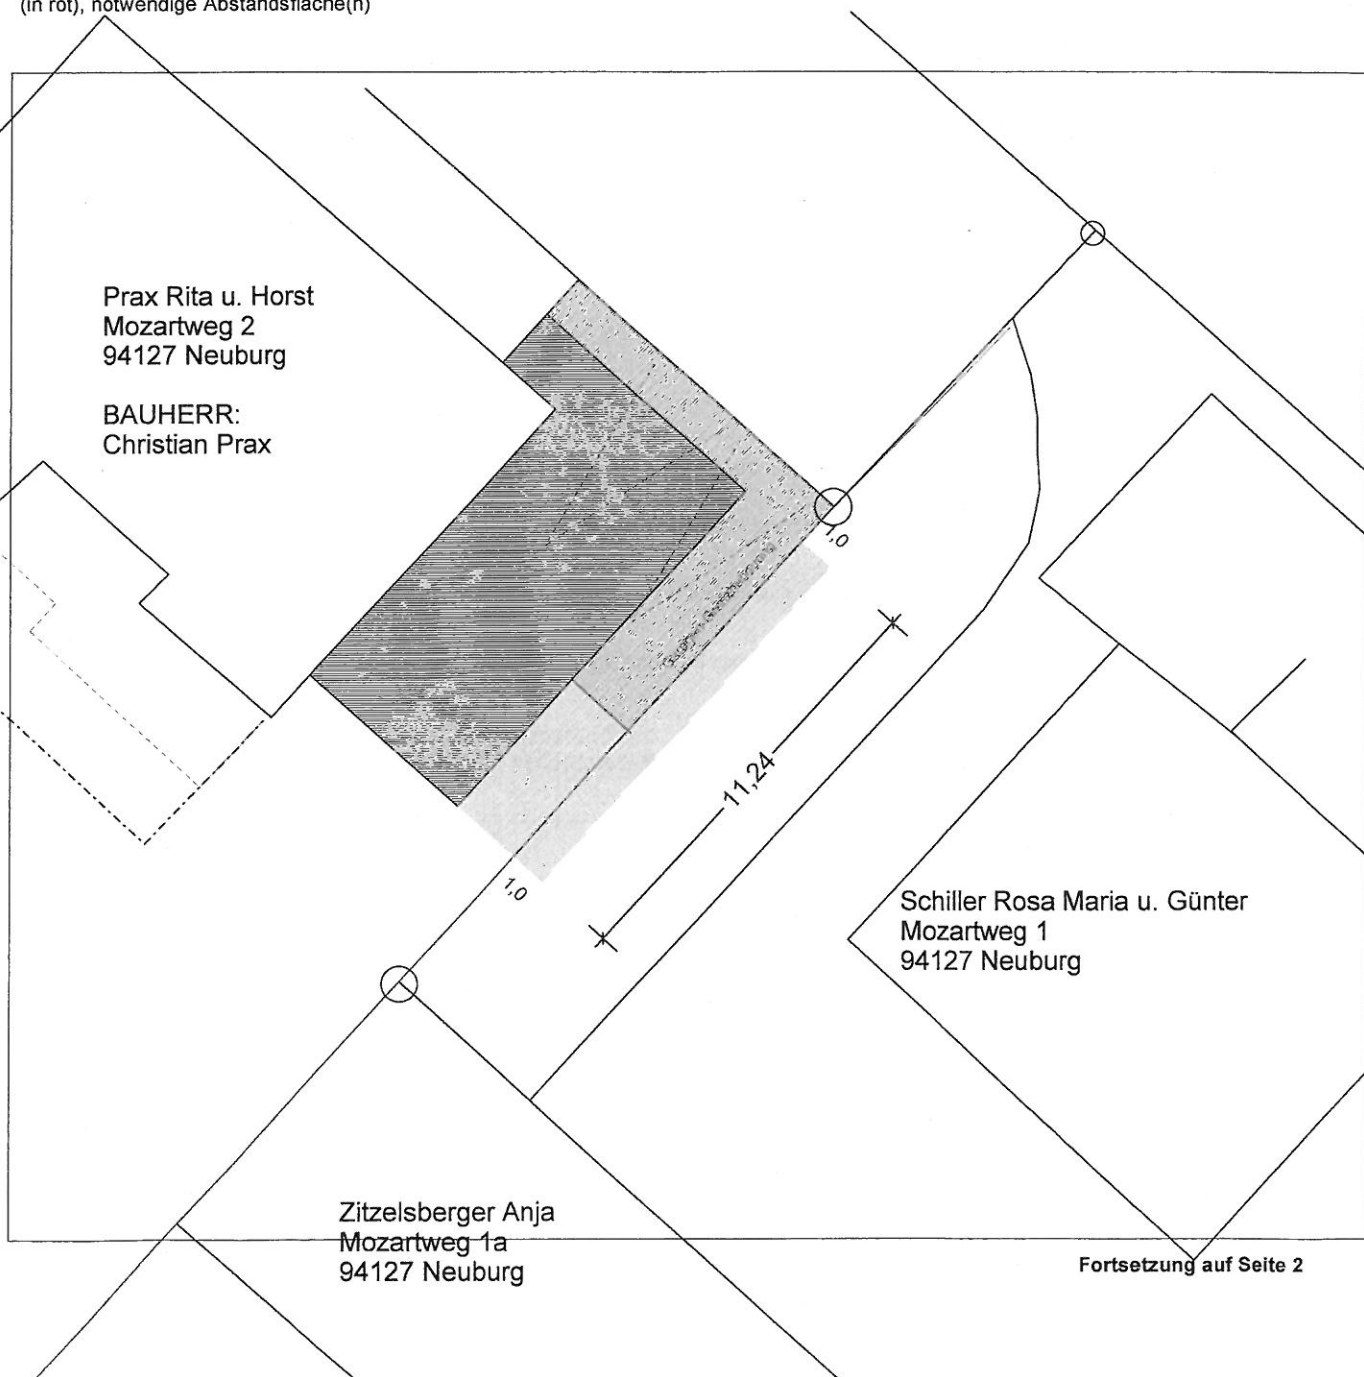 (in rot), notwendige Abstandsfläche(n)
Prax Rita u. Horst
Mozartweg 2
94127 Neuburg
BAUHERR:
Christian Prax
1,0
11,24
1,0
Schiller Rosa Maria u. Günter
Mozartweg 1
94127 Neuburg
Zitzelsberger Anja
Mozartweg 1a
94127 Neuburg
Fortsetzung auf Seite 2